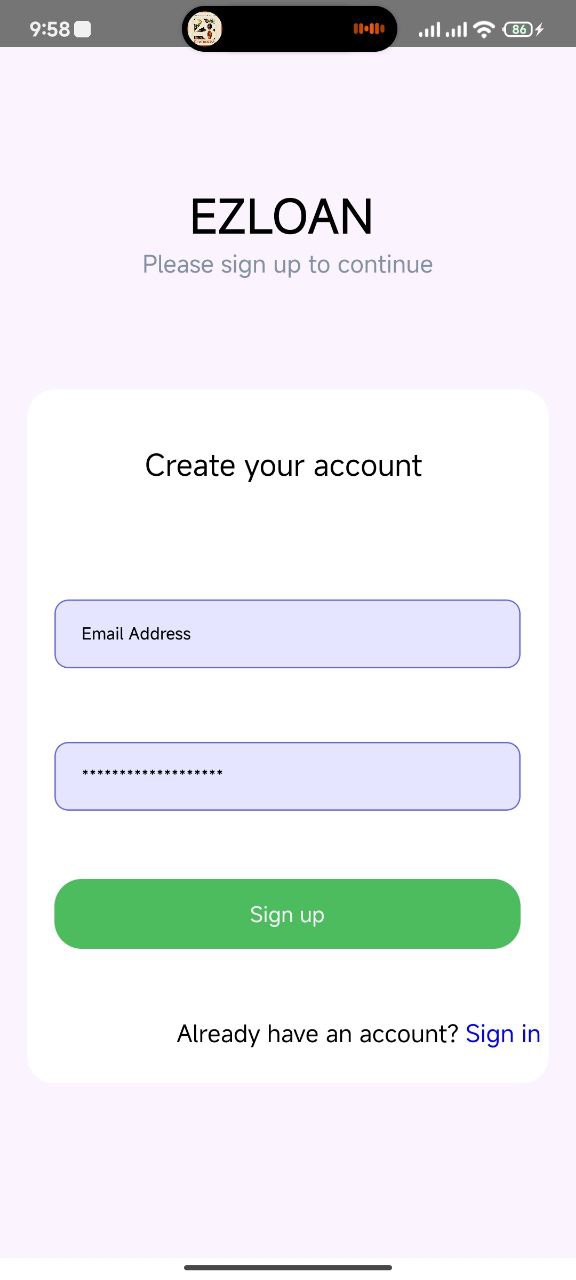 9:58
86
EZLOAN
Please sign up to continue
Create your account
Email Address
*******************
Sign up
Already have an account? Sign in